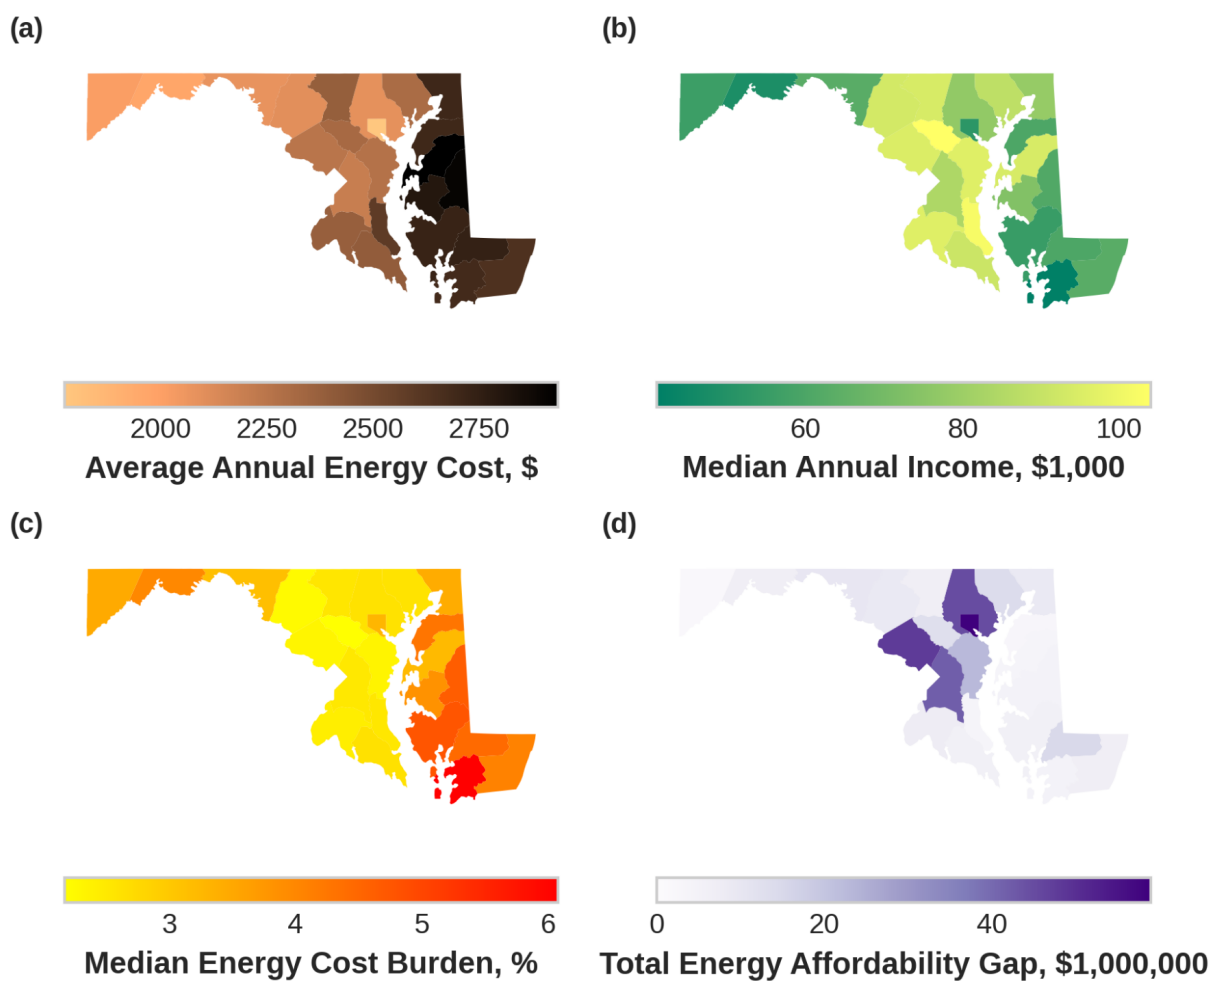 (a)
(b)
2000 2250 2500 2750
Average Annual Energy Cost, $
60 80 100
Median Annual Income, $1,000
(c)
(d)
3 4 5 6
Median Energy Cost Burden, %
0 20 40
Total Energy Affordability Gap, $1,000,000